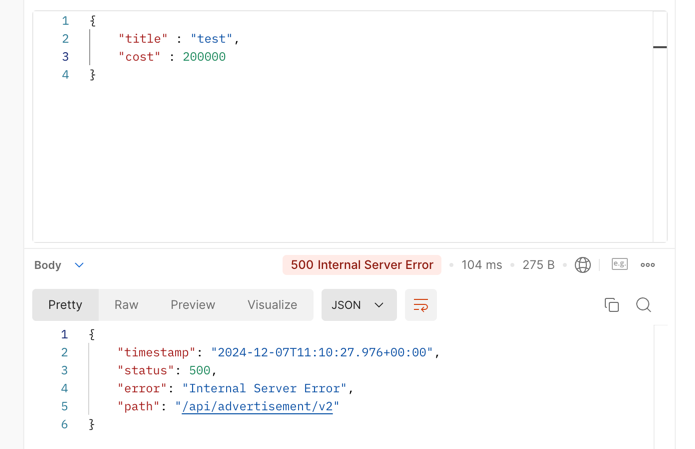 1 {
2 "title" : "test",
3 "cost" : 200000
4 }
Body 500 Internal Server Error 104 ms 275 B e.g.
Pretty Raw Preview Visualize JSON
1 {
2 "timestamp": "2024-12-07T11:10:27.976+00:00",
3 "status": 500,
4 "error": "Internal Server Error",
5 "path": "/api/advertisement/v2"
6 }